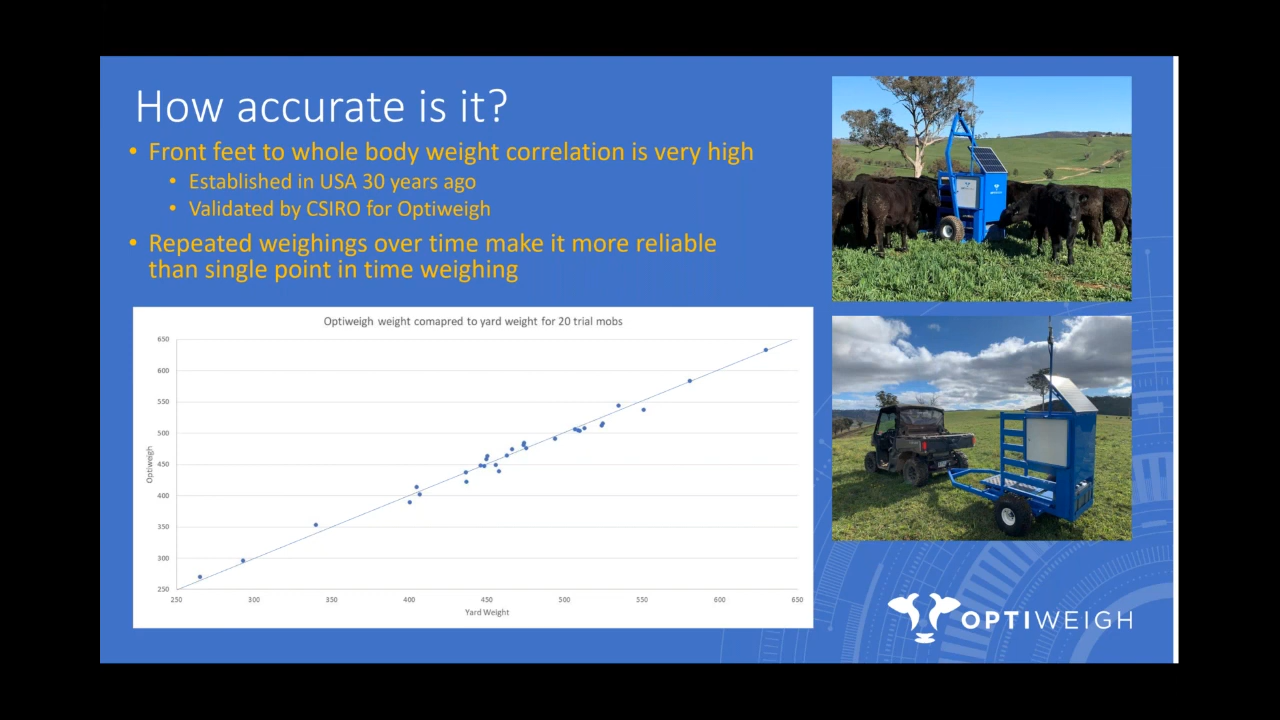 How accurate is it?
• Front feet to whole body weight correlation is very high
• Established in USA 30 years ago
• Validated by CSIRO for Optiweigh
• Repeated weighings over time make it more reliable
than single point in time weighing
Optiweigh weight comapred to yard weight for 20 trial mobs
650
600
550
500
450
400
350
300
250
Optiweigh
250 300 350 400 450 500 550 600 650
Yard Weight
OPTIWEIGH